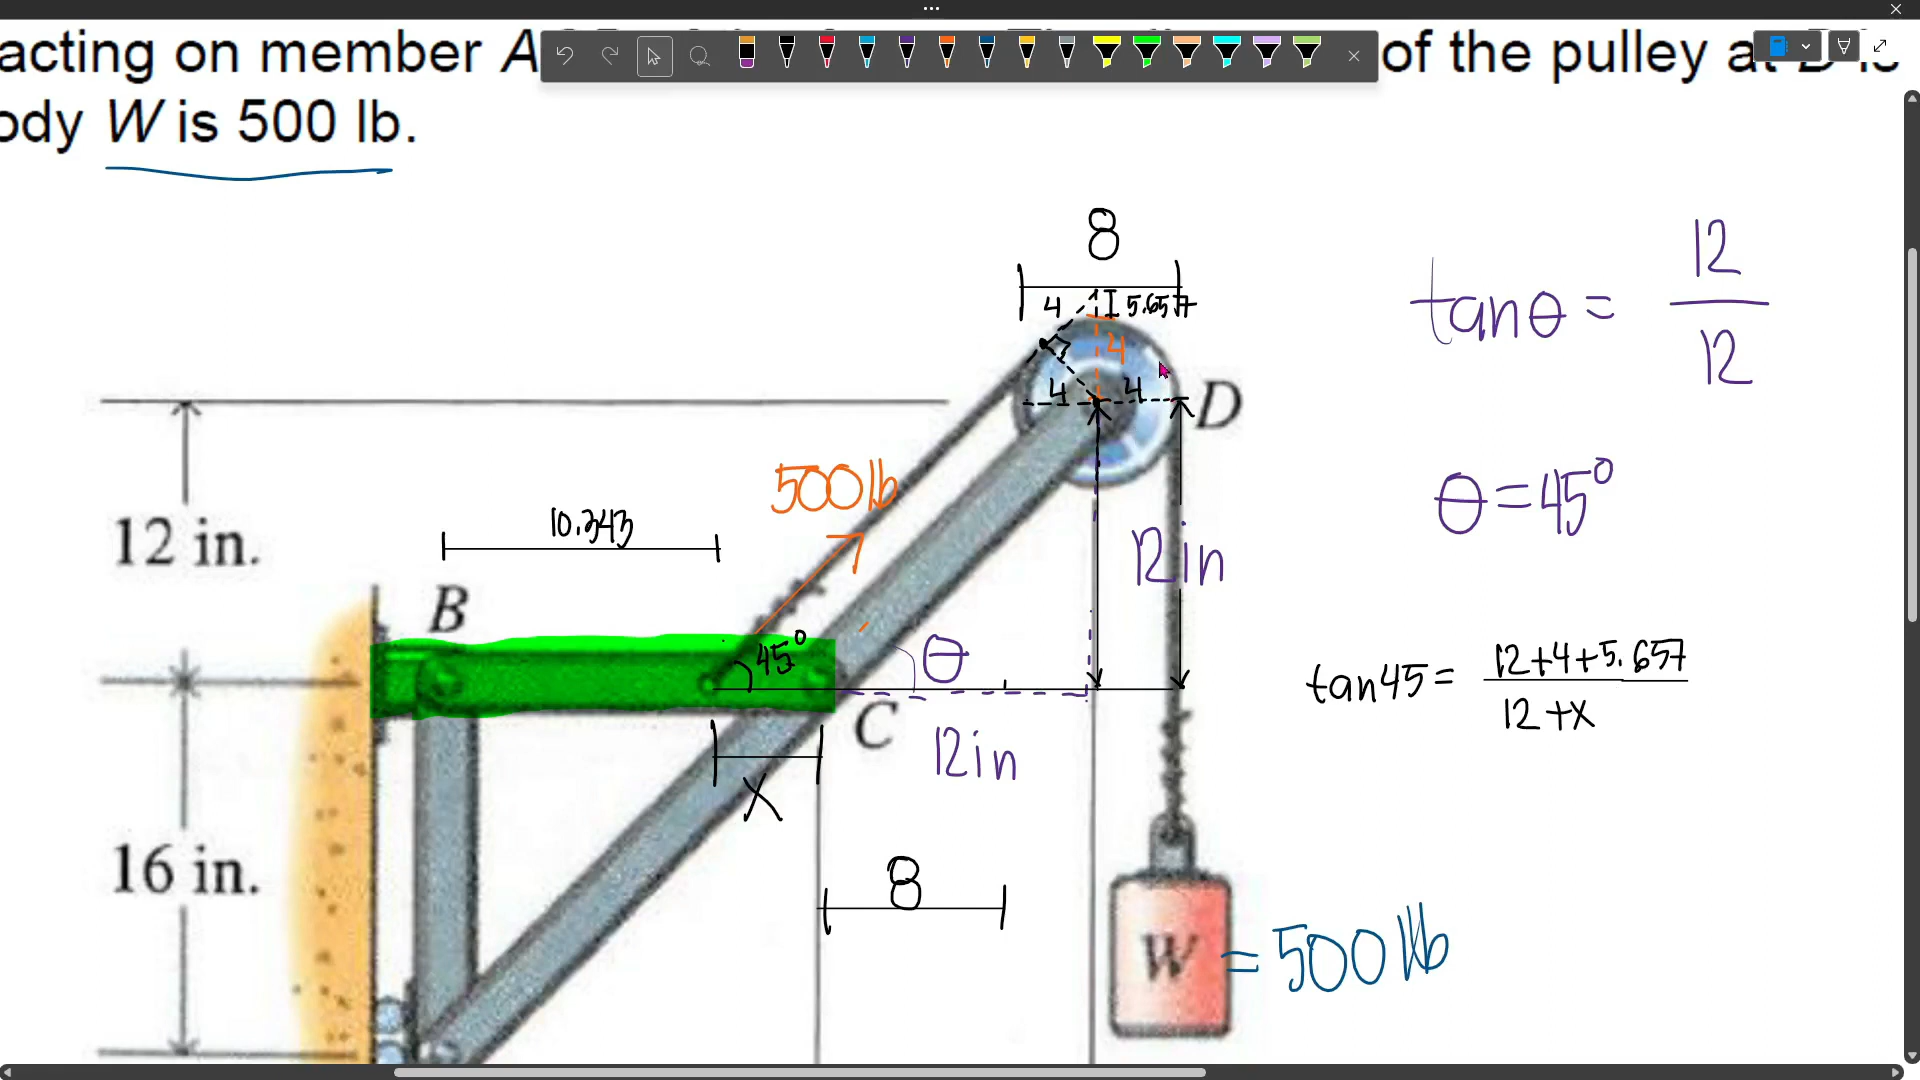 acting on member A
of the pulley at D is
ody W is 500 lb.
8
4
5.657
4
4
4
D
tanθ = 12/12
θ = 45°
500 lb
10.343
12 in.
B
12 in
45°
θ
C
12 in
tan45 = (12+4+5.657)/(12+x)
X
16 in.
8
W = 500 lb